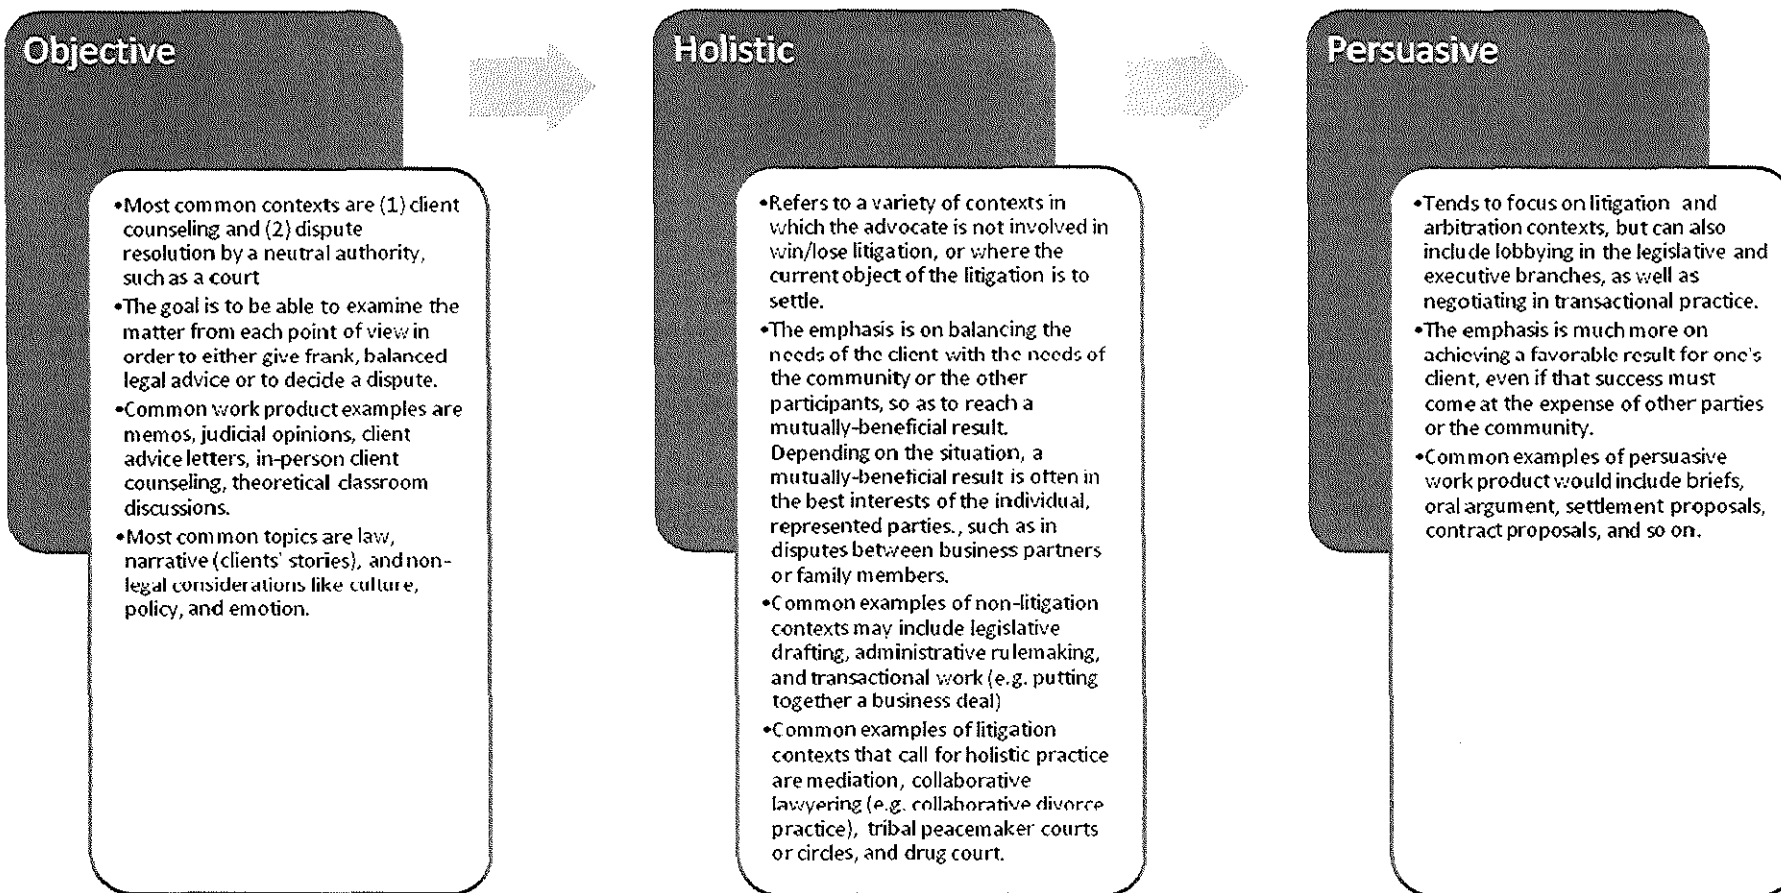 Objective
•Most common contexts are (1) client
counseling and (2) dispute
resolution by a neutral authority,
such as a court
•The goal is to be able to examine the
matter from each point of view in
order to either give frank, balanced
legal advice or to decide a dispute.
•Common work product examples are
memos, judicial opinions, client
advice letters, in-person client
counseling, theoretical classroom
discussions.
•Most common topics are law,
narrative (clients' stories), and non-
legal considerations like culture,
policy, and emotion.
Holistic
•Refers to a variety of contexts in
which the advocate is not involved in
win/lose litigation, or where the
current object of the litigation is to
settle.
•The emphasis is on balancing the
needs of the client with the needs of
the community or the other
participants, so as to reach a
mutually-beneficial result.
Depending on the situation, a
mutually-beneficial result is often in
the best interests of the individual,
represented parties., such as in
disputes between business partners
or family members.
•Common examples of non-litigation
contexts may include legislative
drafting, administrative rulemaking,
and transactional work (e.g. putting
together a business deal)
•Common examples of litigation
contexts that call for holistic practice
are mediation, collaborative
lawyering (e.g. collaborative divorce
practice), tribal peacemaker courts
or circles, and drug court.
Persuasive
•Tends to focus on litigation and
arbitration contexts, but can also
include lobbying in the legislative and
executive branches, as well as
negotiating in transactional practice.
•The emphasis is much more on
achieving a favorable result for one's
client, even if that success must
come at the expense of other parties
or the community.
•Common examples of persuasive
work product would include briefs,
oral argument, settlement proposals,
contract proposals, and so on.